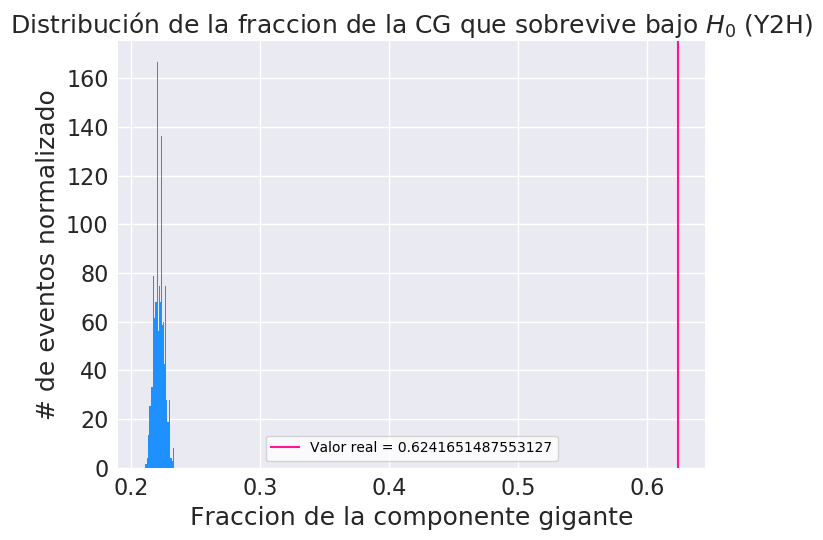 Distribución de la fraccion de la CG que sobrevive bajo $H_0$ (Y2H)
# de eventos normalizado
160
140
120
100
80
60
40
20
0
Valor real = 0.6241651487553127
0.2 0.3 0.4 0.5 0.6
Fraccion de la componente gigante